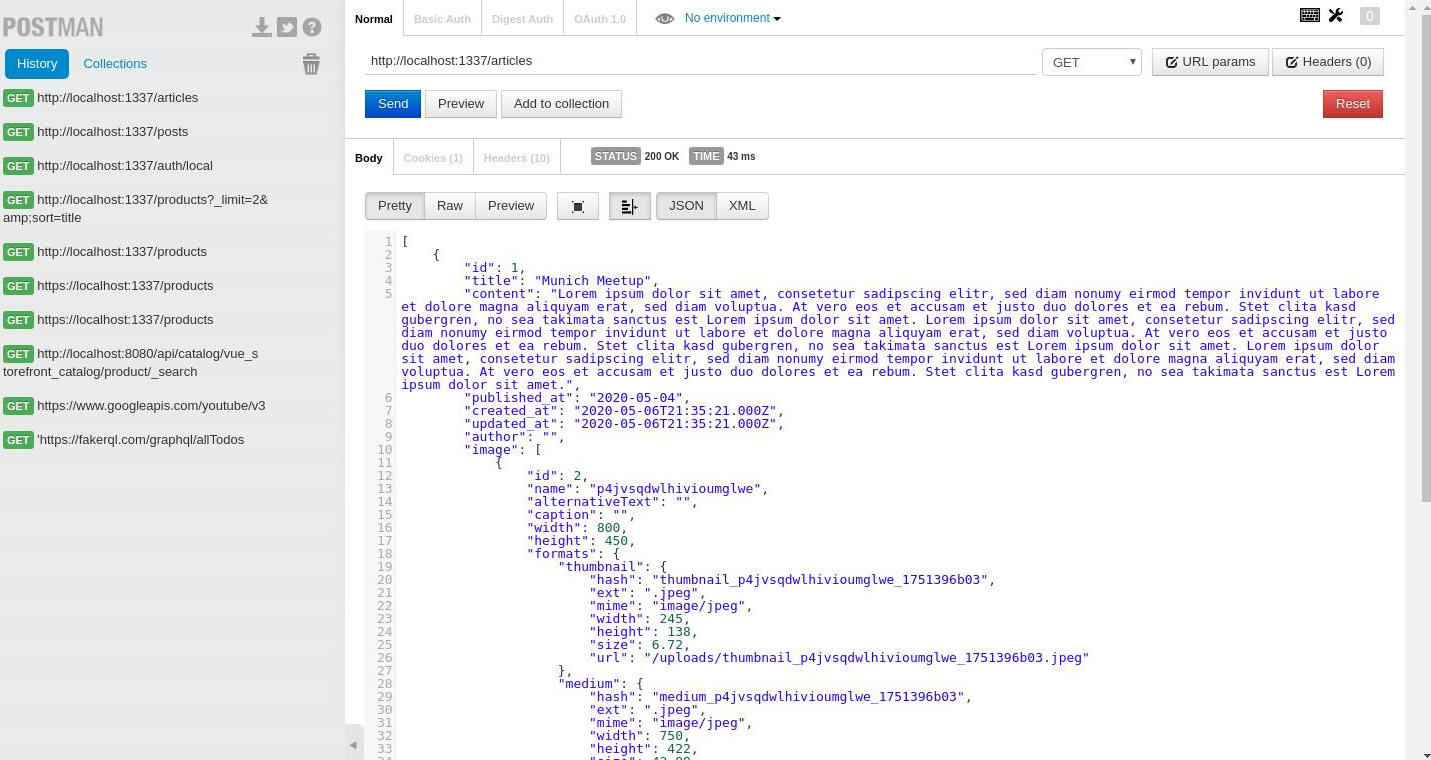 POSTMAN
History
Collections
GET http://localhost:1337/articles
GET http://localhost:1337/posts
GET http://localhost:1337/auth/local
GET http://localhost:1337/products?_limit=2&
amp;sort=title
GET http://localhost:1337/products
GET https://localhost:1337/products
GET https://localhost:1337/products
GET http://localhost:8080/api/catalog/vue_s
torefront_catalog/product/_search
GET https://www.googleapis.com/youtube/v3
GET 'https://fakerql.com/graphql/allTodos
Normal
Basic Auth
Digest Auth
OAuth 1.0
No environment
0
http://localhost:1337/articles
GET
URL params
Headers (0)
Send
Preview
Add to collection
Reset
Body
Cookies (1)
Headers (10)
STATUS 200 OK
TIME 43 ms
Pretty
Raw
Preview
JSON
XML
1 [
2 {
3 "id": 1,
4 "title": "Munich Meetup",
5 "content": "Lorem ipsum dolor sit amet, consetetur sadipscing elitr, sed diam nonumy eirmod tempor invidunt ut labore
et dolore magna aliquyam erat, sed diam voluptua. At vero eos et accusam et justo duo dolores et ea rebum. Stet clita kasd
gubergren, no sea takimata sanctus est Lorem ipsum dolor sit amet. Lorem ipsum dolor sit amet, consetetur sadipscing elitr, sed
diam nonumy eirmod tempor invidunt ut labore et dolore magna aliquyam erat, sed diam voluptua. At vero eos et accusam et justo
duo dolores et ea rebum. Stet clita kasd gubergren, no sea takimata sanctus est Lorem ipsum dolor sit amet. Lorem ipsum dolor
sit amet, consetetur sadipscing elitr, sed diam nonumy eirmod tempor invidunt ut labore et dolore magna aliquyam erat, sed diam
voluptua. At vero eos et accusam et justo duo dolores et ea rebum. Stet clita kasd gubergren, no sea takimata sanctus est Lorem
ipsum dolor sit amet.",
6 "published_at": "2020-05-04",
7 "created_at": "2020-05-06T21:35:21.000Z",
8 "updated_at": "2020-05-06T21:35:21.000Z",
9 "author": "",
10 "image": [
11 {
12 "id": 2,
13 "name": "p4jvsqdwlhivioumglwe",
14 "alternativeText": "",
15 "caption": "",
16 "width": 800,
17 "height": 450,
18 "formats": {
19 "thumbnail": {
20 "hash": "thumbnail_p4jvsqdwlhivioumglwe_1751396b03",
21 "ext": ".jpeg",
22 "mime": "image/jpeg",
23 "width": 245,
24 "height": 138,
25 "size": 6.72,
26 "url": "/uploads/thumbnail_p4jvsqdwlhivioumglwe_1751396b03.jpeg"
27 },
28 "medium": {
29 "hash": "medium_p4jvsqdwlhivioumglwe_1751396b03",
30 "ext": ".jpeg",
31 "mime": "image/jpeg",
32 "width": 750,
33 "height": 422,